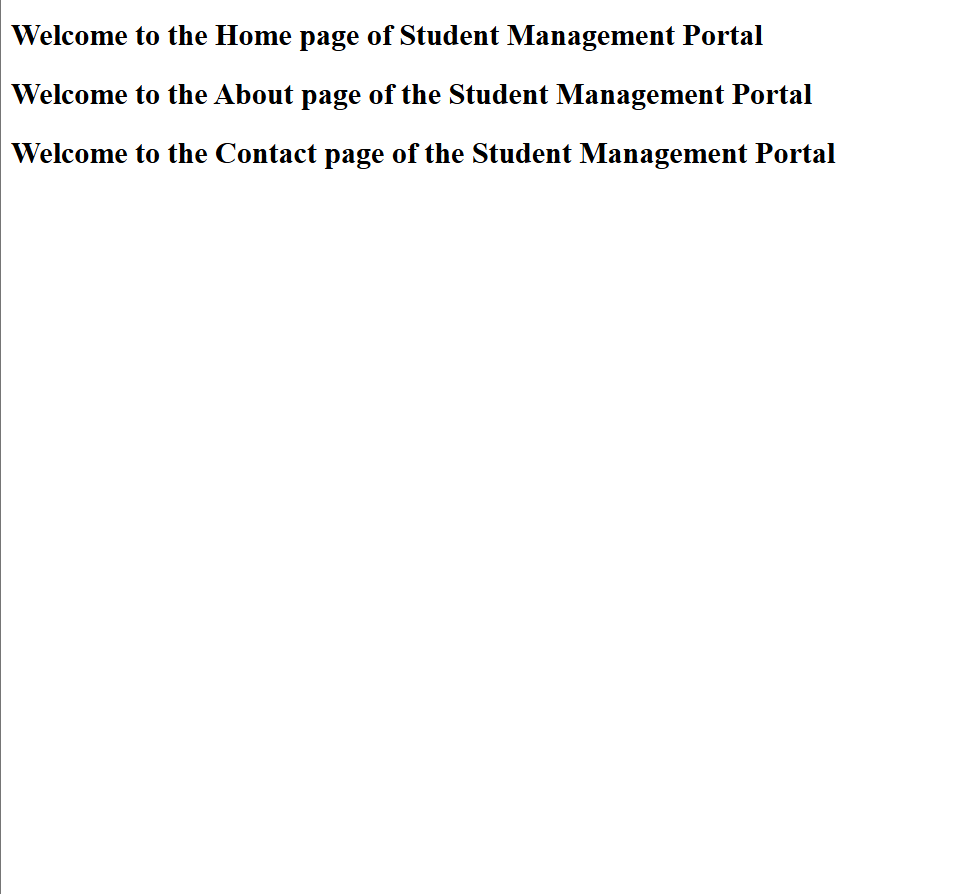 Welcome to the Home page of Student Management Portal
Welcome to the About page of the Student Management Portal
Welcome to the Contact page of the Student Management Portal